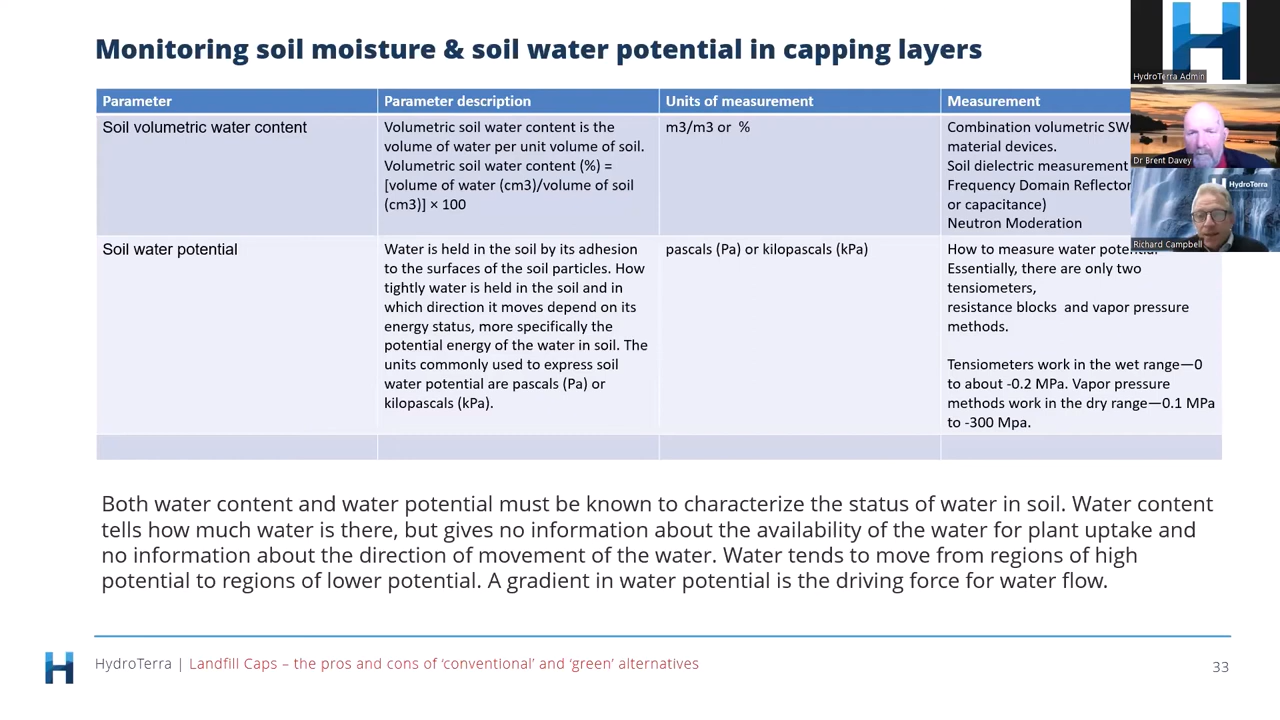 Monitoring soil moisture & soil water potential in capping layers
HydroTerra Admin
Dr Brent Davey
HydroTerra
Richard Campbell
Parameter
Parameter description
Units of measurement
Measurement
Soil volumetric water content
Volumetric soil water content is the
volume of water per unit volume of soil.
Volumetric soil water content (%) =
[volume of water (cm3)/volume of soil
(cm3)] × 100
m3/m3 or %
Combination volumetric
material devices.
Soil dielectric measurement
Frequency Domain
or capacitance)
Neutron Moderation
Soil water potential
Water is held in the soil by its adhesion
to the surfaces of the soil particles. How
tightly water is held in the soil and in
which direction it moves depend on its
energy status, more specifically the
potential energy of the water in soil. The
units commonly used to express soil
water potential are pascals (Pa) or
kilopascals (kPa).
pascals (Pa) or kilopascals (kPa)
How to measure water
Essentially, there are only two
tensiometers,
resistance blocks and vapor pressure
methods.
Tensiometers work in the wet range—0
to about -0.2 MPa. Vapor pressure
methods work in the dry range—0.1 MPa
to -300 Mpa.
Both water content and water potential must be known to characterize the status of water in soil. Water content
tells how much water is there, but gives no information about the availability of the water for plant uptake and
no information about the direction of movement of the water. Water tends to move from regions of high
potential to regions of lower potential. A gradient in water potential is the driving force for water flow.
HydroTerra | Landfill Caps – the pros and cons of ‘conventional’ and ‘green’ alternatives
33